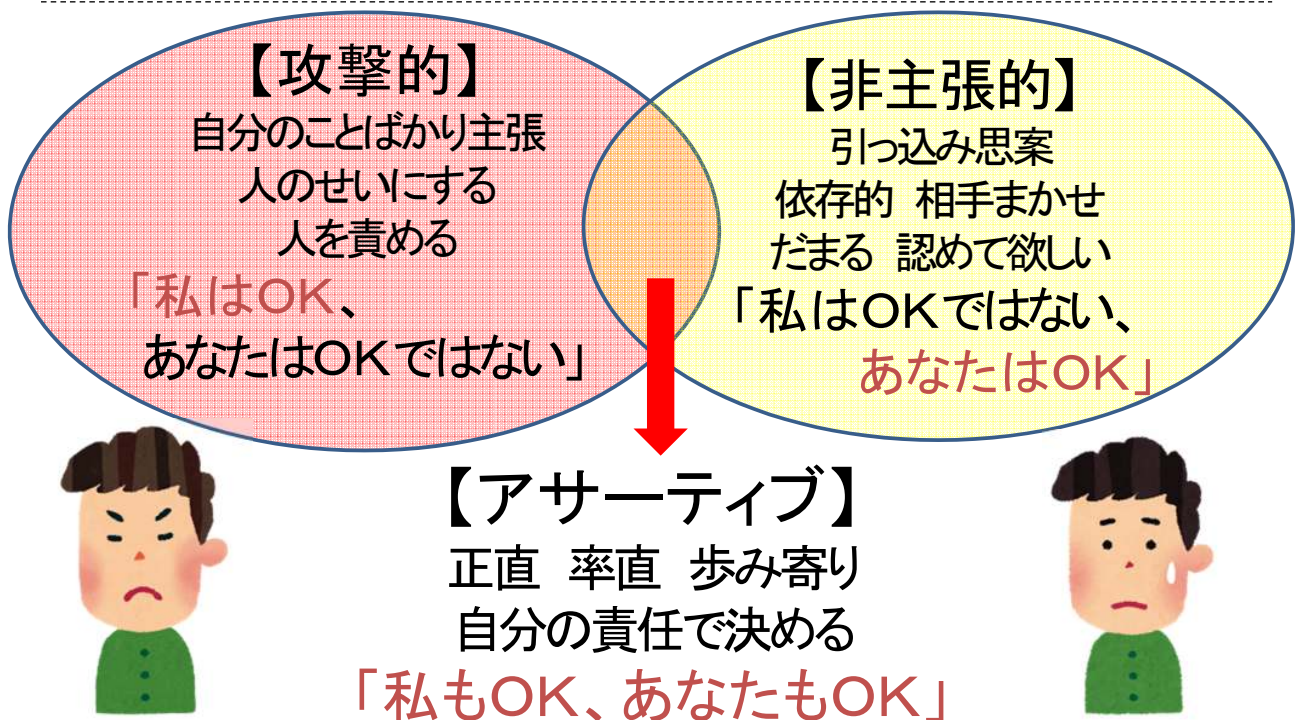 【攻撃的】
自分のことばかり主張
人のせいにする
人を責める
「私はOK、
あなたはOKではない」
【非主張的】
引っ込み思案
依存的 相手まかせ
だまる 認めて欲しい
「私はOKではない、
あなたはOK」
【アサーティブ】
正直 率直 歩み寄り
自分の責任で決める
「私もOK、あなたもOK」